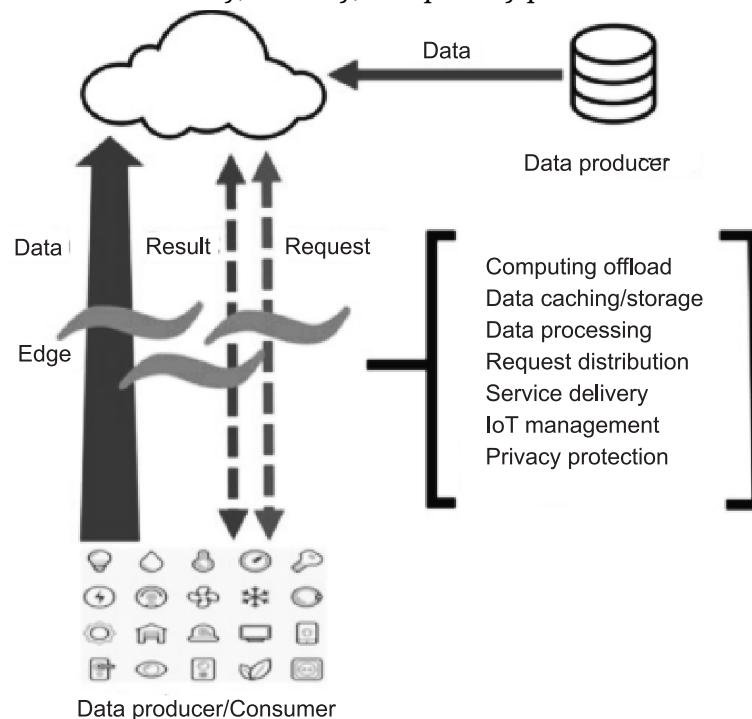 Data
Data producer
Data
Result
Request
Edge
Computing offload
Data caching/storage
Data processing
Request distribution
Service delivery
IoT management
Privacy protection
Data producer/Consumer